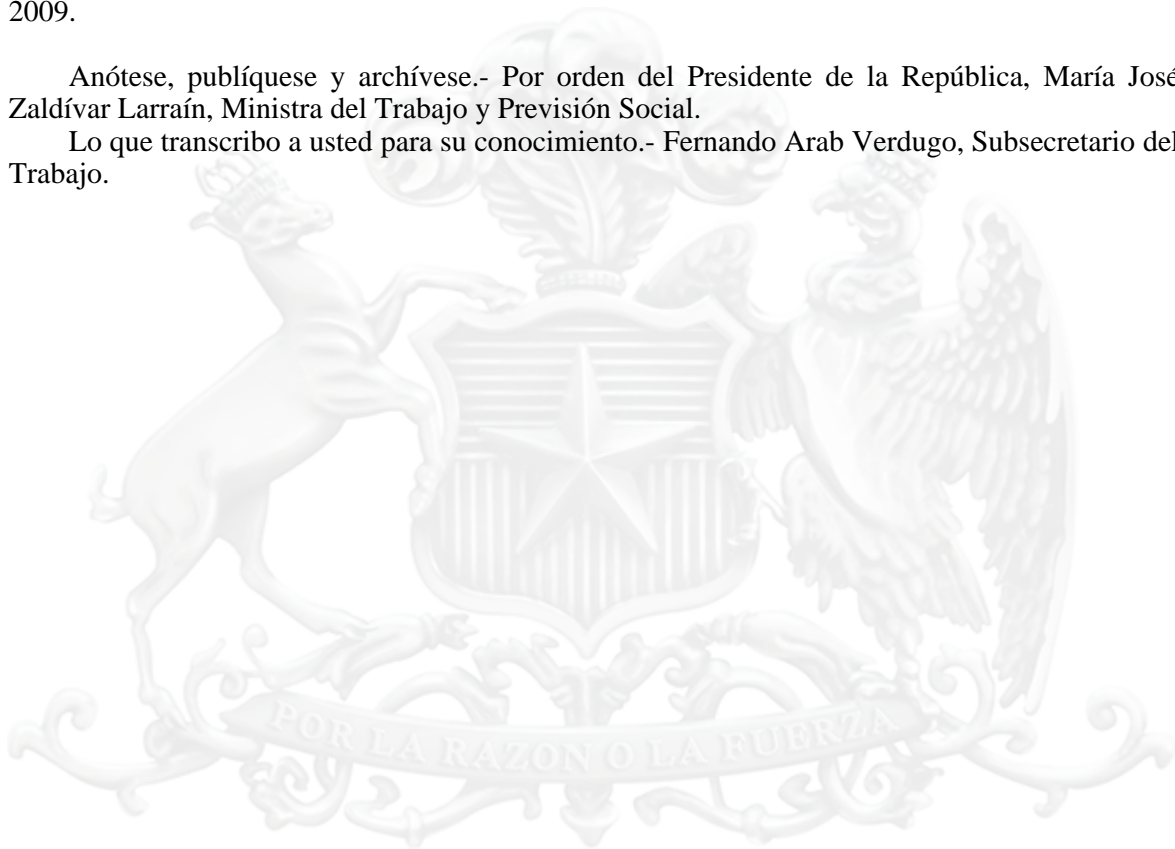 2009.
Anótese, publíquese y archívese.- Por orden del Presidente de la República, María José
Zaldívar Larraín, Ministra del Trabajo y Previsión Social.
Lo que transcribo a usted para su conocimiento.- Fernando Arab Verdugo, Subsecretario del
Trabajo.
POR LA RAZON O LA FUERZA